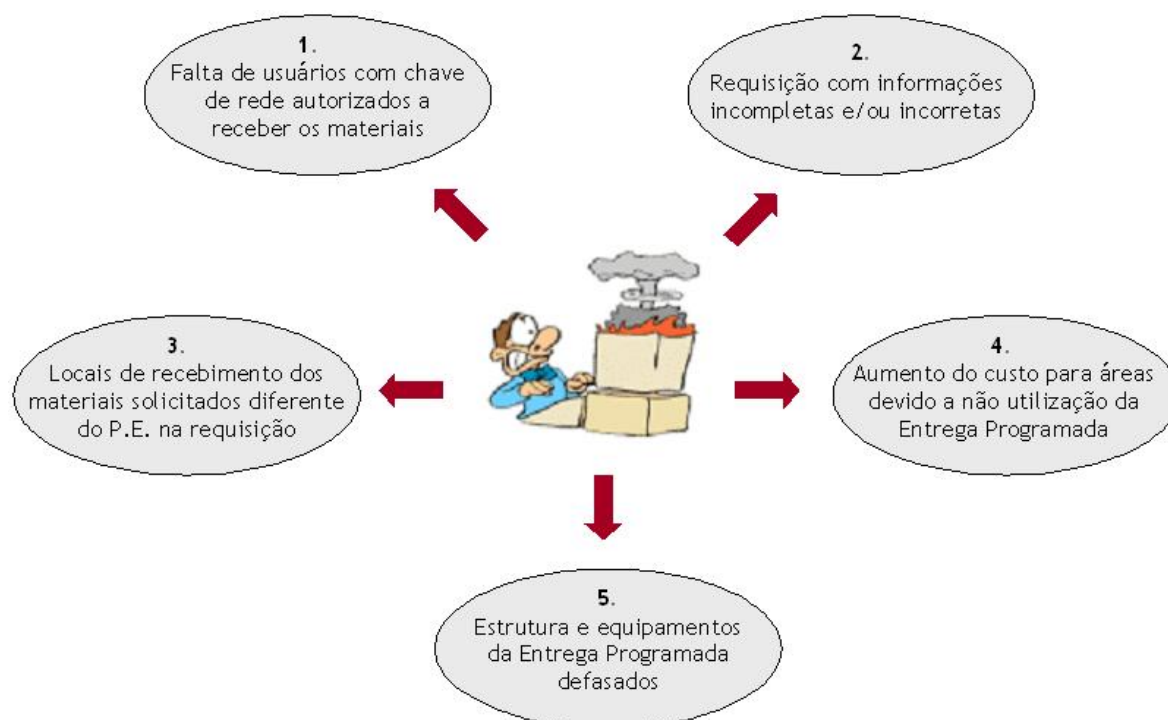 1.
Falta de usuários com chave
de rede autorizados a
receber os materiais
2.
Requisição com informações
incompletas e/ou incorretas
3.
Locais de recebimento dos
materiais solicitados diferente
do P.E. na requisição
4.
Aumento do custo para áreas
devido a não utilização da
Entrega Programada
5.
Estrutura e equipamentos
da Entrega Programada
defasados